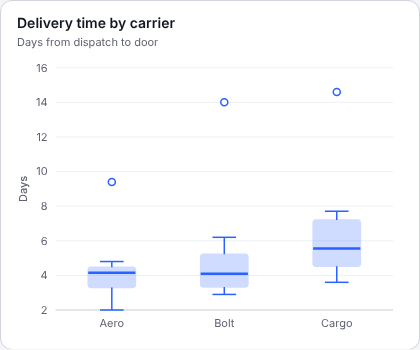 Delivery time by carrier
Days from dispatch to door
Days
16
14
12
10
8
6
4
2
Aero Bolt Cargo